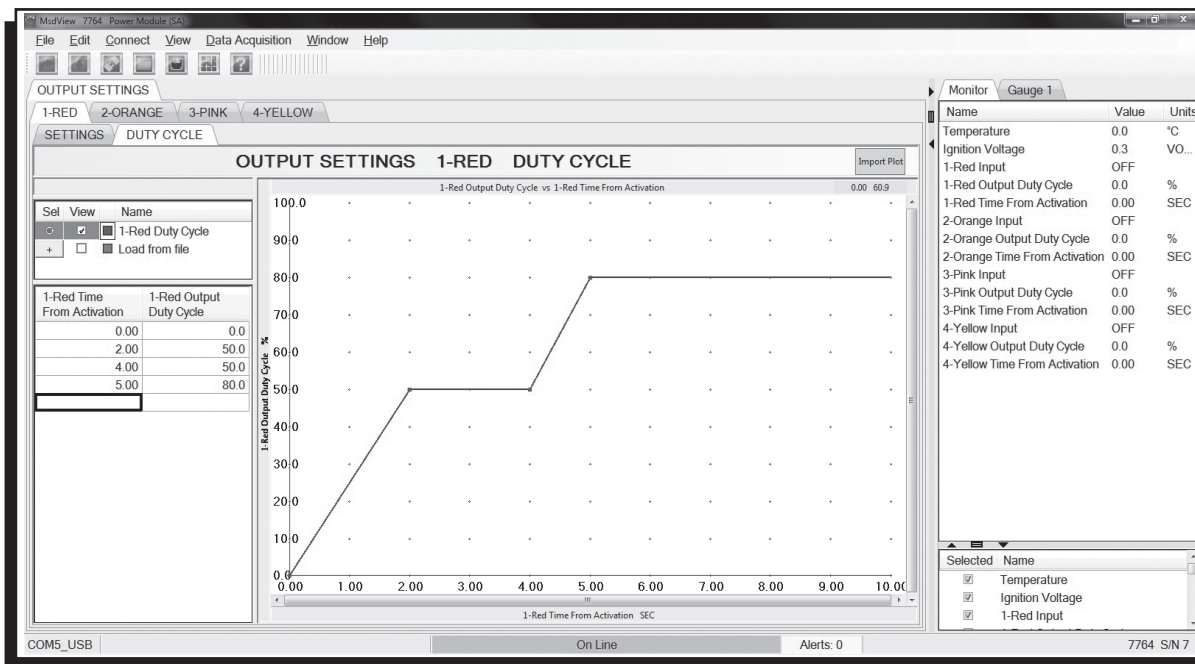 MsdView 7764 Power Module (SA)
File Edit Connect View Data Acquisition Window Help
OUTPUT SETTINGS
1-RED 2-ORANGE 3-PINK 4-YELLOW
SETTINGS DUTY CYCLE
OUTPUT SETTINGS 1-RED DUTY CYCLE
Import Plot
1-Red Output Duty Cycle vs 1-Red Time From Activation
0.00 60.9
Sel View Name
1-Red Duty Cycle
+ Load from file
1-Red Time From Activation 1-Red Output Duty Cycle
0.00 0.0
2.00 50.0
4.00 50.0
5.00 80.0
1-Red Output Duty Cycle %
100.0
90.0
80.0
70.0
60.0
50.0
40.0
30.0
20.0
10.0
0.0
0.00 1.00 2.00 3.00 4.00 5.00 6.00 7.00 8.00 9.00 10.00
1-Red Time From Activation SEC
Monitor Gauge 1
Name Value Units
Temperature 0.0 °C
Ignition Voltage 0.3 VO...
1-Red Input OFF
1-Red Output Duty Cycle 0.0 %
1-Red Time From Activation 0.00 SEC
2-Orange Input OFF
2-Orange Output Duty Cycle 0.0 %
2-Orange Time From Activation 0.00 SEC
3-Pink Input OFF
3-Pink Output Duty Cycle 0.0 %
3-Pink Time From Activation 0.00 SEC
4-Yellow Input OFF
4-Yellow Output Duty Cycle 0.0 %
4-Yellow Time From Activation 0.00 SEC
Selected Name
Temperature
Ignition Voltage
1-Red Input
COM5_USB On Line Alerts: 0 7764 S/N 7